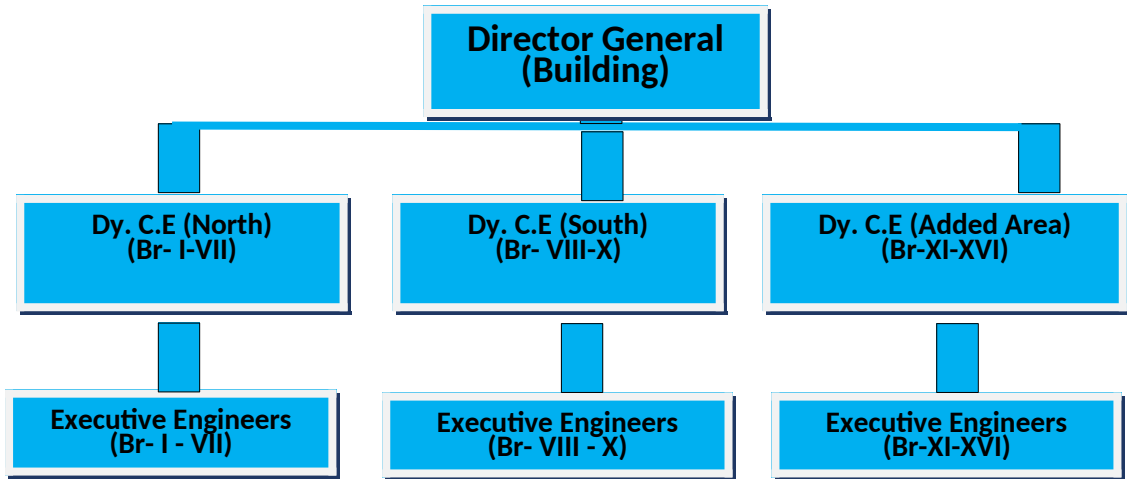 Director General
(Building)
Dy. C.E (North)
(Br- I-VII)
Dy. C.E (South)
(Br- VIII-X)
Dy. C.E (Added Area)
(Br-XI-XVI)
Executive Engineers
(Br- I - VII)
Executive Engineers
(Br- VIII - X)
Executive Engineers
(Br-XI-XVI)